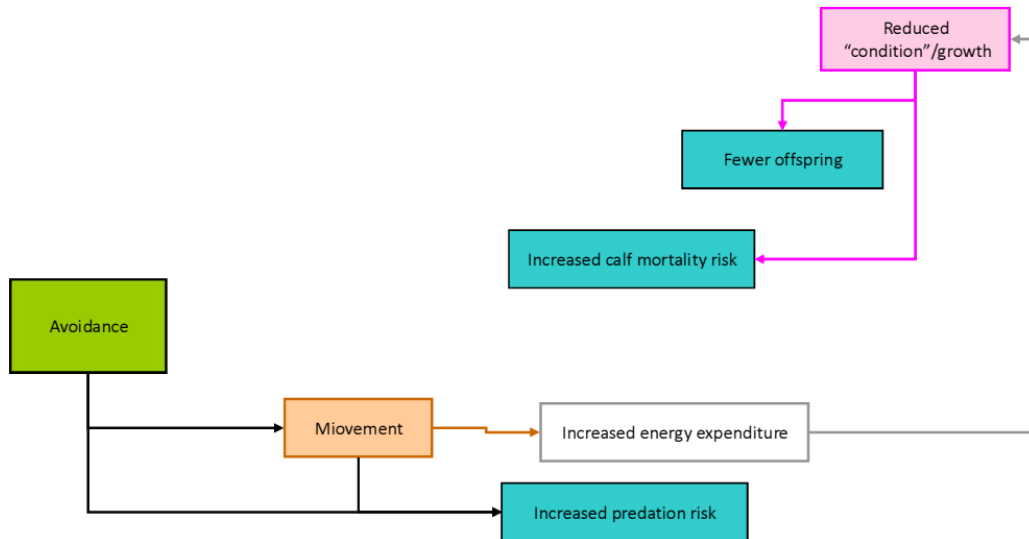 Reduced
“condition”/growth
Fewer offspring
Increased calf mortality risk
Avoidance
Miovement
Increased energy expenditure
Increased predation risk